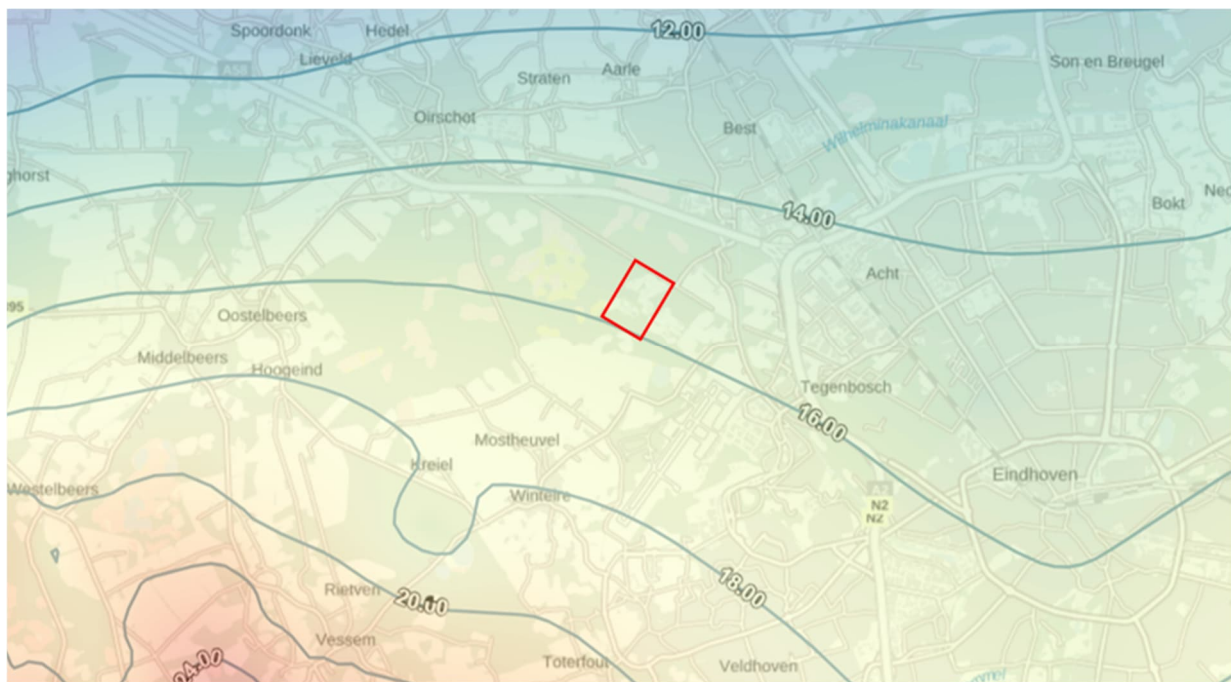 Spoordonk
Hedel
12.00
Lieveld
Straten
Aarle
Son en Breugel
Oirschot
Best
Wilhelminakanaal
ghorst
14.00
Bokt
Acht
Oostelbeers
Middelbeers
Hoogeind
Tegenbosch
16.00
Mostheuvel
Kreiel
Eindhoven
Westelbeers
Wintelre
N2
N2
18.00
Rietven
20.00
Vessem
Toterfout
Veldhoven